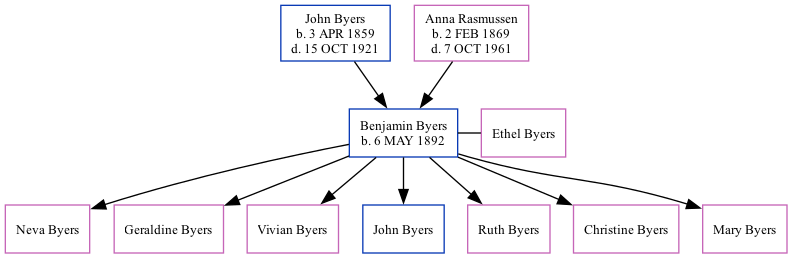 John Byers
b. 3 APR 1859
d. 15 OCT 1921
Anna Rasmussen
b. 2 FEB 1869
d. 7 OCT 1961
Benjamin Byers
b. 6 MAY 1892
Ethel Byers
Neva Byers
Geraldine Byers
Vivian Byers
John Byers
Ruth Byers
Christine Byers
Mary Byers